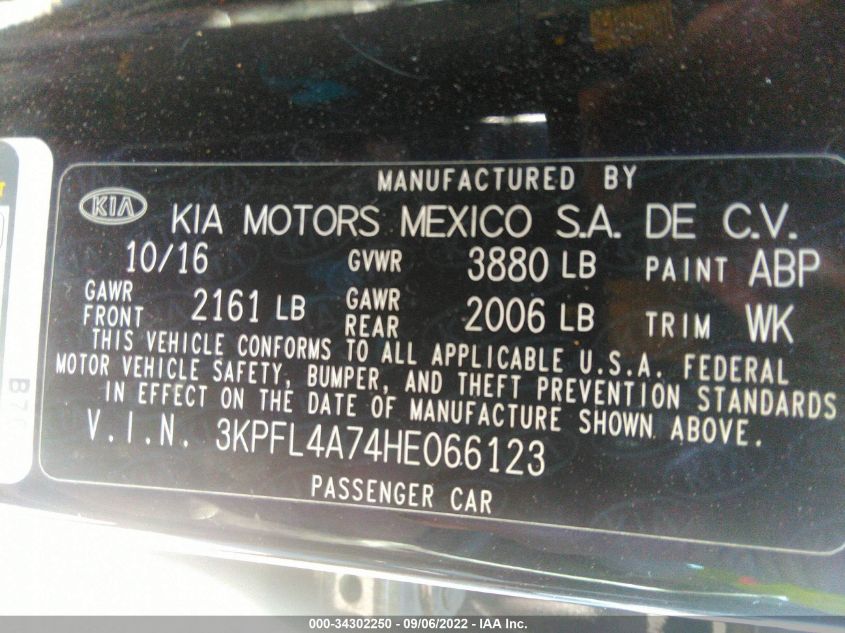 MANUFACTURED BY
KIA KIA MOTORS MEXICO S.A. DE C.V.
10/16 GVWR 3880 LB PAINT ABP
GAWR FRONT 2161 LB GAWR REAR 2006 LB TRIM WK
THIS VEHICLE CONFORMS TO ALL APPLICABLE U.S.A. FEDERAL
MOTOR VEHICLE SAFETY, BUMPER, AND THEFT PREVENTION STANDARDS
IN EFFECT ON THE DATE OF MANUFACTURE SHOWN ABOVE.
V.I.N. 3KPFL4A74HE066123
PASSENGER CAR
000-34302250 - 09/06/2022 - IAA Inc.